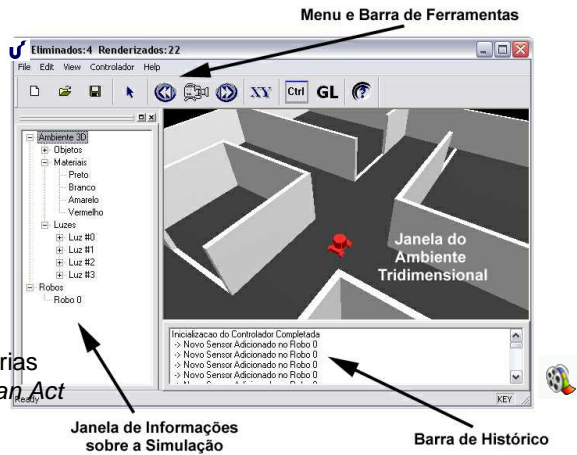 Menu e Barra de Ferramentas
Eliminados:4 Renderizados:22
File Edit View Controlador Help
XY Ctrl GL
Ambiente 3D
Objetos
Materiais
Preto
Branco
Amarelo
Vermelho
Luzes
Luz #0
Luz #1
Luz #2
Luz #3
Robos
Robo 0
Janela do
Ambiente
Tridimensional
Inicializacao do Controlador Completada
-> Novo Sensor Adicionado no Robo 0
-> Novo Sensor Adicionado no Robo 0
-> Novo Sensor Adicionado no Robo 0
-> Novo Sensor Adicionado no Robo 0
rias
an Act
Ready
KEY
Janela de Informações
sobre a Simulação
Barra de Histórico